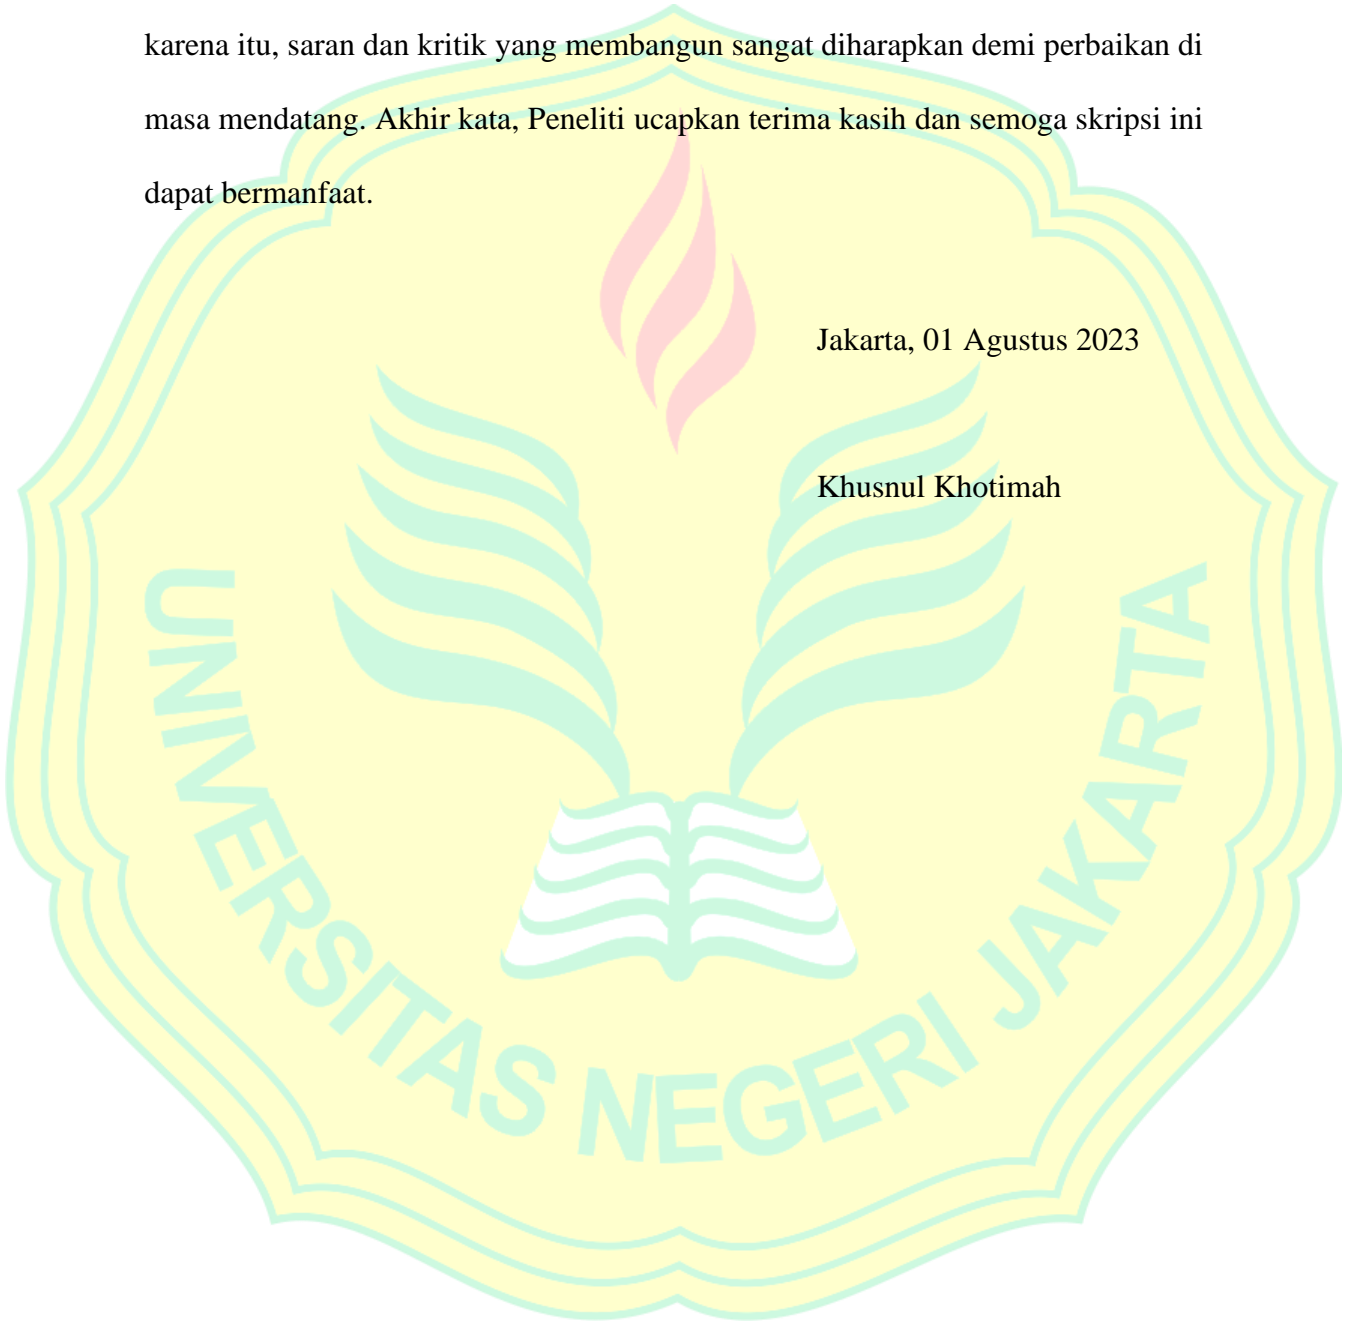 karena itu, saran dan kritik yang membangun sangat diharapkan demi perbaikan di
masa mendatang. Akhir kata, Peneliti ucapkan terima kasih dan semoga skripsi ini
dapat bermanfaat.
Jakarta, 01 Agustus 2023
Khusnul Khotimah
UNIVERSITAS NEGERI JAKARTA